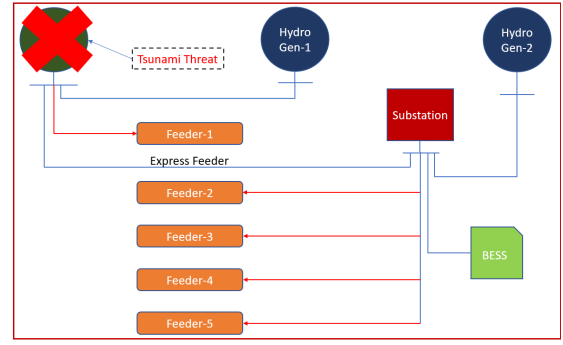 Tsunami Threat
Hydro
Gen-1
Hydro
Gen-2
Substation
Feeder-1
Express Feeder
Feeder-2
Feeder-3
BESS
Feeder-4
Feeder-5